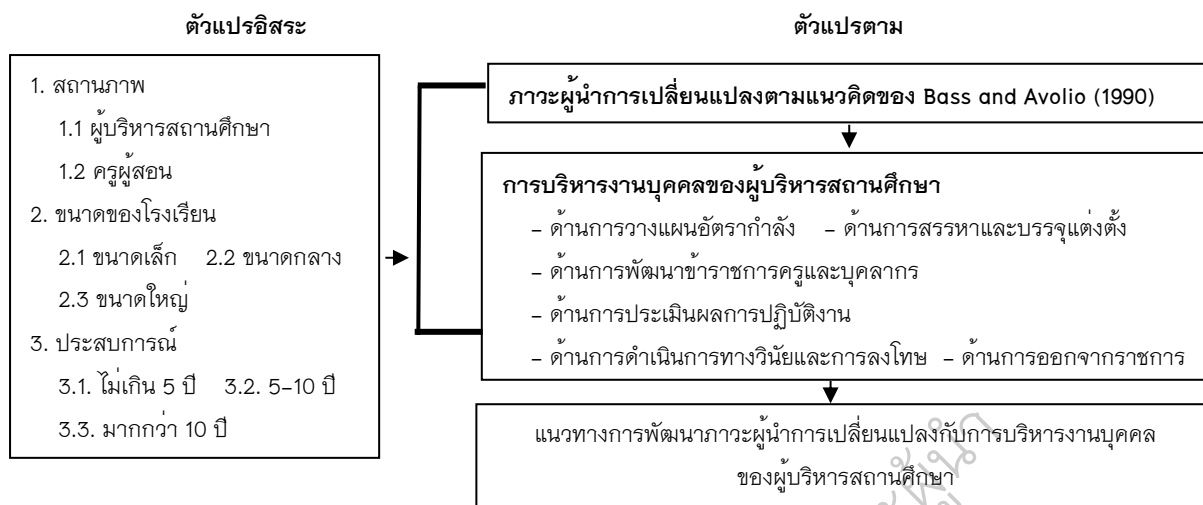 ตัวแปรอิสระ
ตัวแปรตาม
1. สถานภาพ
1.1 ผู้บริหารสถานศึกษา
1.2 ครูผู้สอน
2. ขนาดของโรงเรียน
2.1 ขนาดเล็ก 2.2 ขนาดกลาง
2.3 ขนาดใหญ่
3. ประสบการณ์
3.1. ไม่เกิน 5 ปี 3.2. 5–10 ปี
3.3. มากกว่า 10 ปี
ภาวะผู้นำการเปลี่ยนแปลงตามแนวคิดของ Bass and Avolio (1990)
การบริหารงานบุคคลของผู้บริหารสถานศึกษา
– ด้านการวางแผนอัตรากำลัง – ด้านการสรรหาและบรรจุแต่งตั้ง
– ด้านการพัฒนาข้าราชการครูและบุคลากร
– ด้านการประเมินผลการปฏิบัติงาน
– ด้านการดำเนินการทางวินัยและการลงโทษ – ด้านการออกจากราชการ
แนวทางการพัฒนาภาวะผู้นำการเปลี่ยนแปลงกับการบริหารงานบุคคล
ของผู้บริหารสถานศึกษา